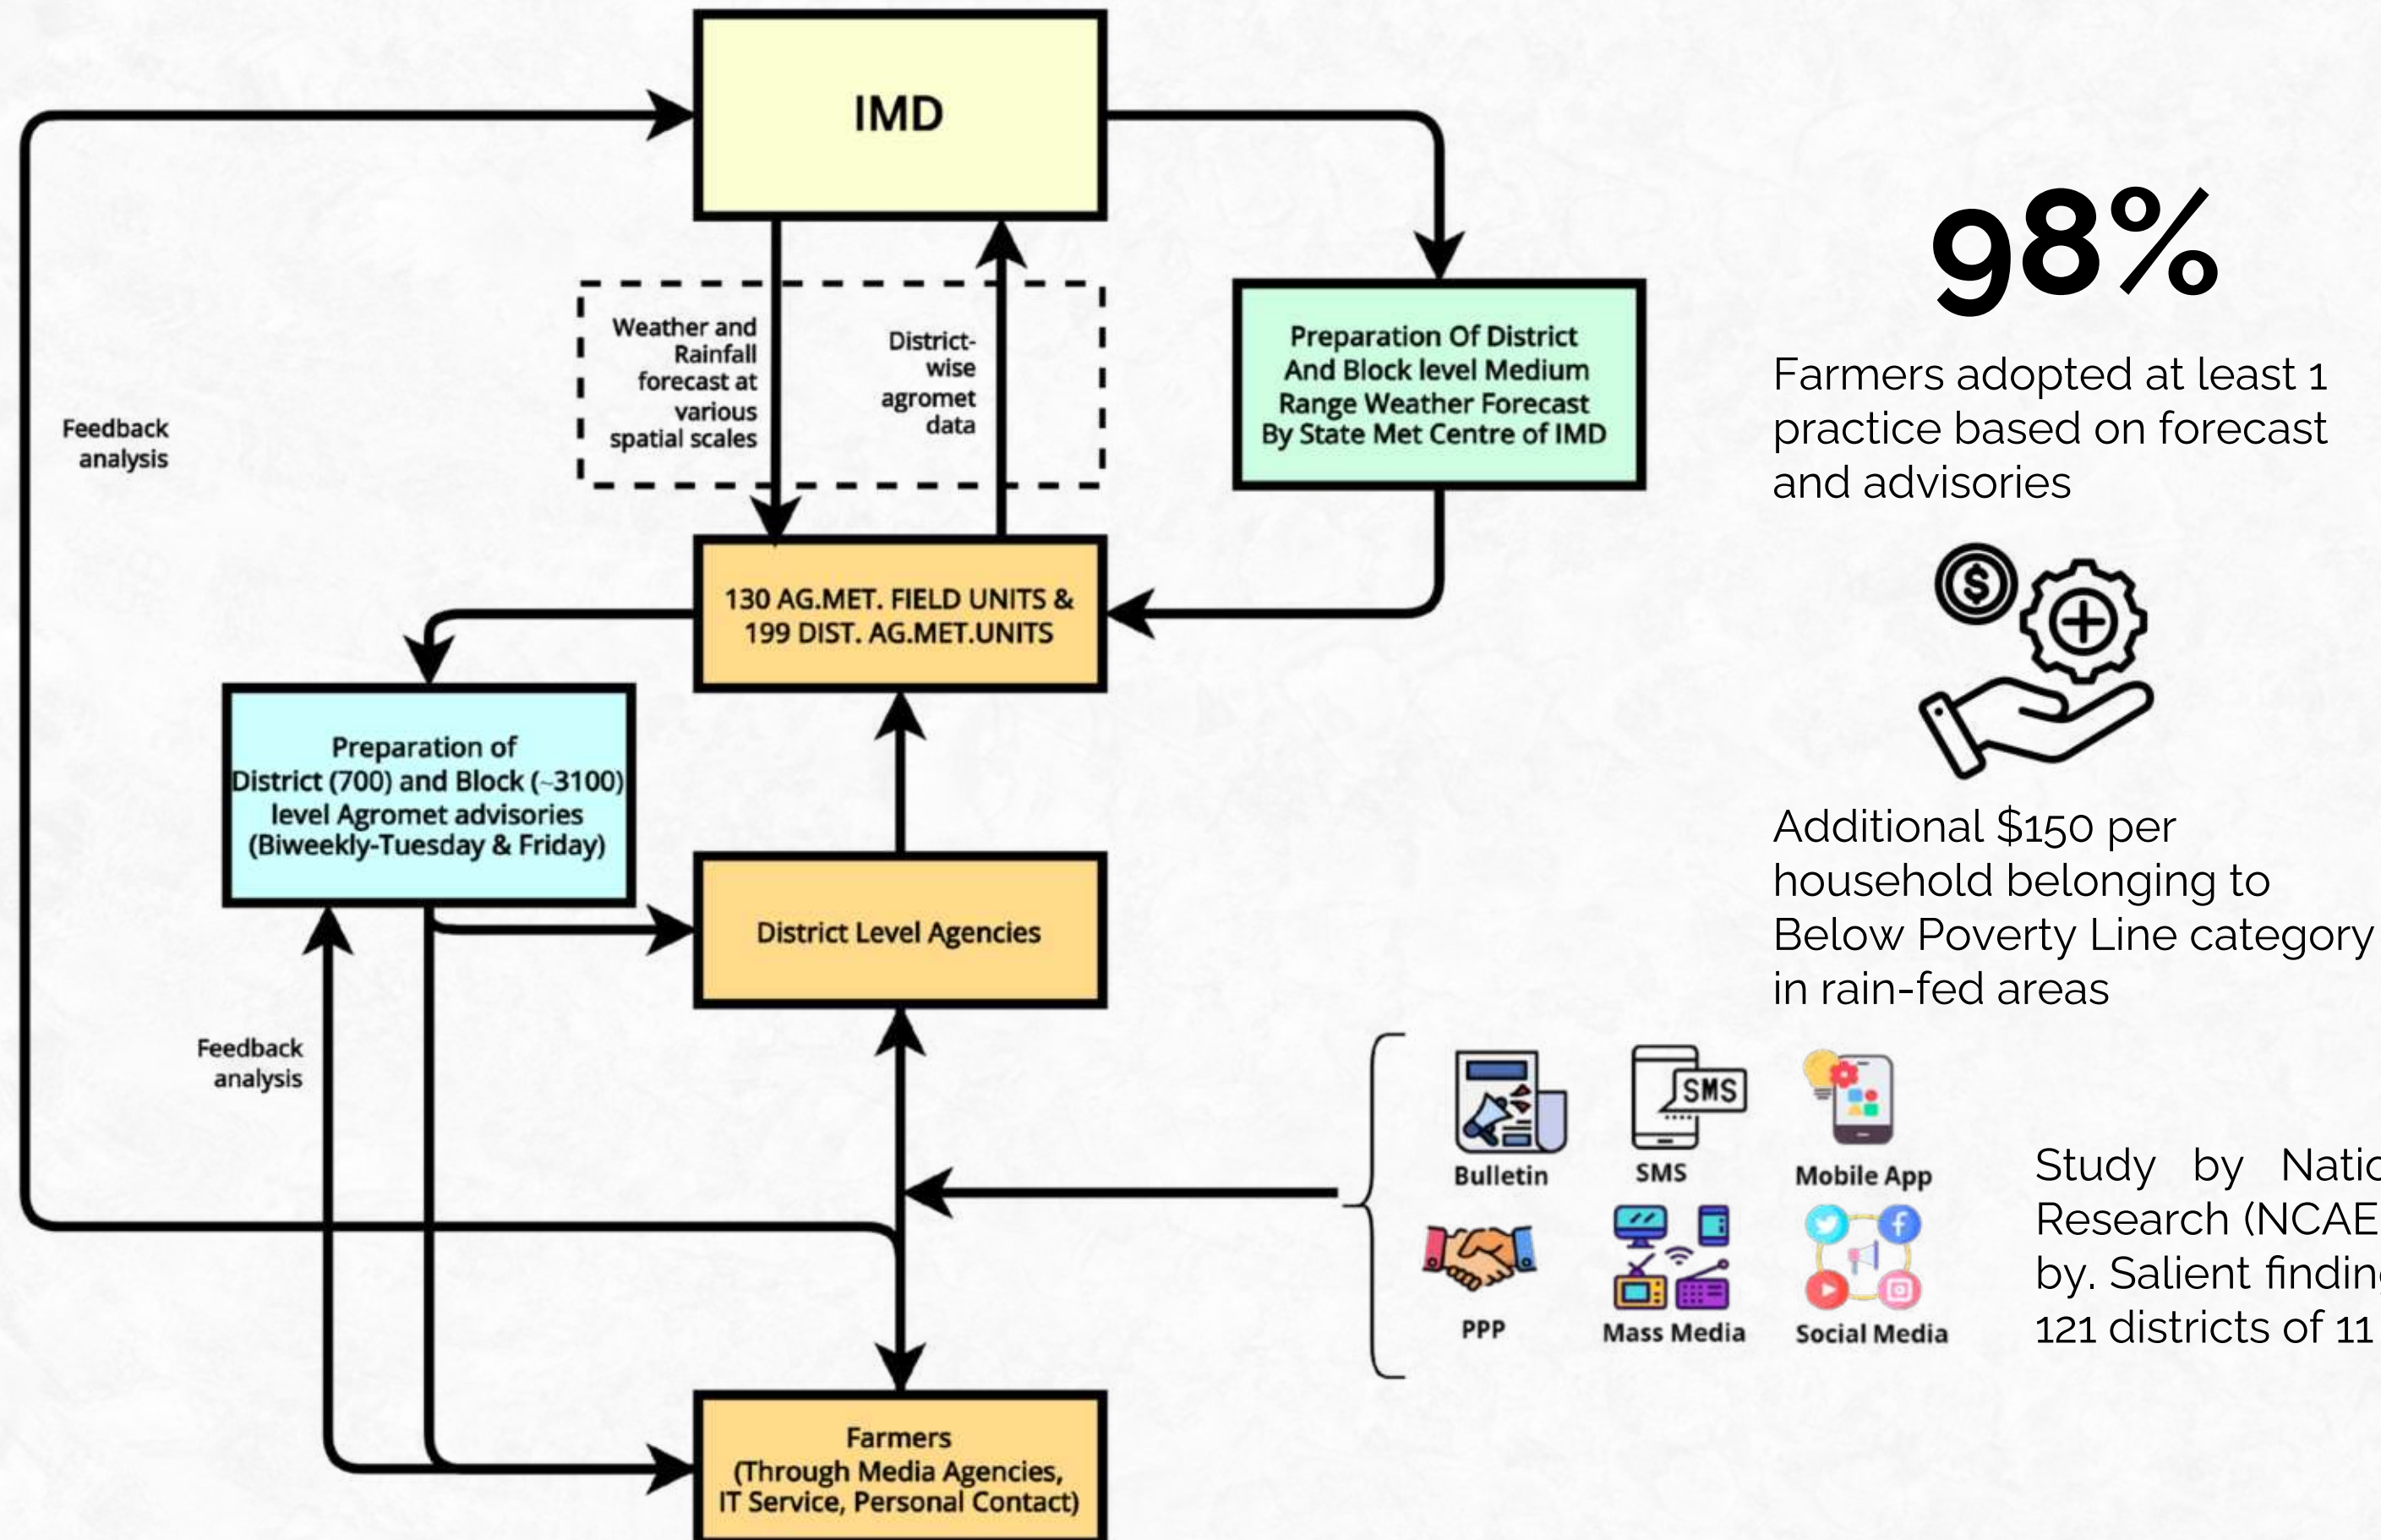 IMD
Weather and
Rainfall
forecast at
various
spatial scales
District-
wise
agromet
data
Preparation Of District
And Block level Medium
Range Weather Forecast
By State Met Centre of IMD
Feedback
analysis
130 AG.MET. FIELD UNITS &
199 DIST. AG.MET.UNITS
Preparation of
District (700) and Block (~3100)
level Agromet advisories
(Biweekly-Tuesday & Friday)
District Level Agencies
Feedback
analysis
Farmers
(Through Media Agencies,
IT Service, Personal Contact)
98%
Farmers adopted at least 1
practice based on forecast
and advisories
$
Additional $150 per
household belonging to
Below Poverty Line category
in rain-fed areas
SMS
Bulletin
SMS
Mobile App
PPP
Mass Media
Social Media
Study by
Research
by. Salient
121 districts of 11